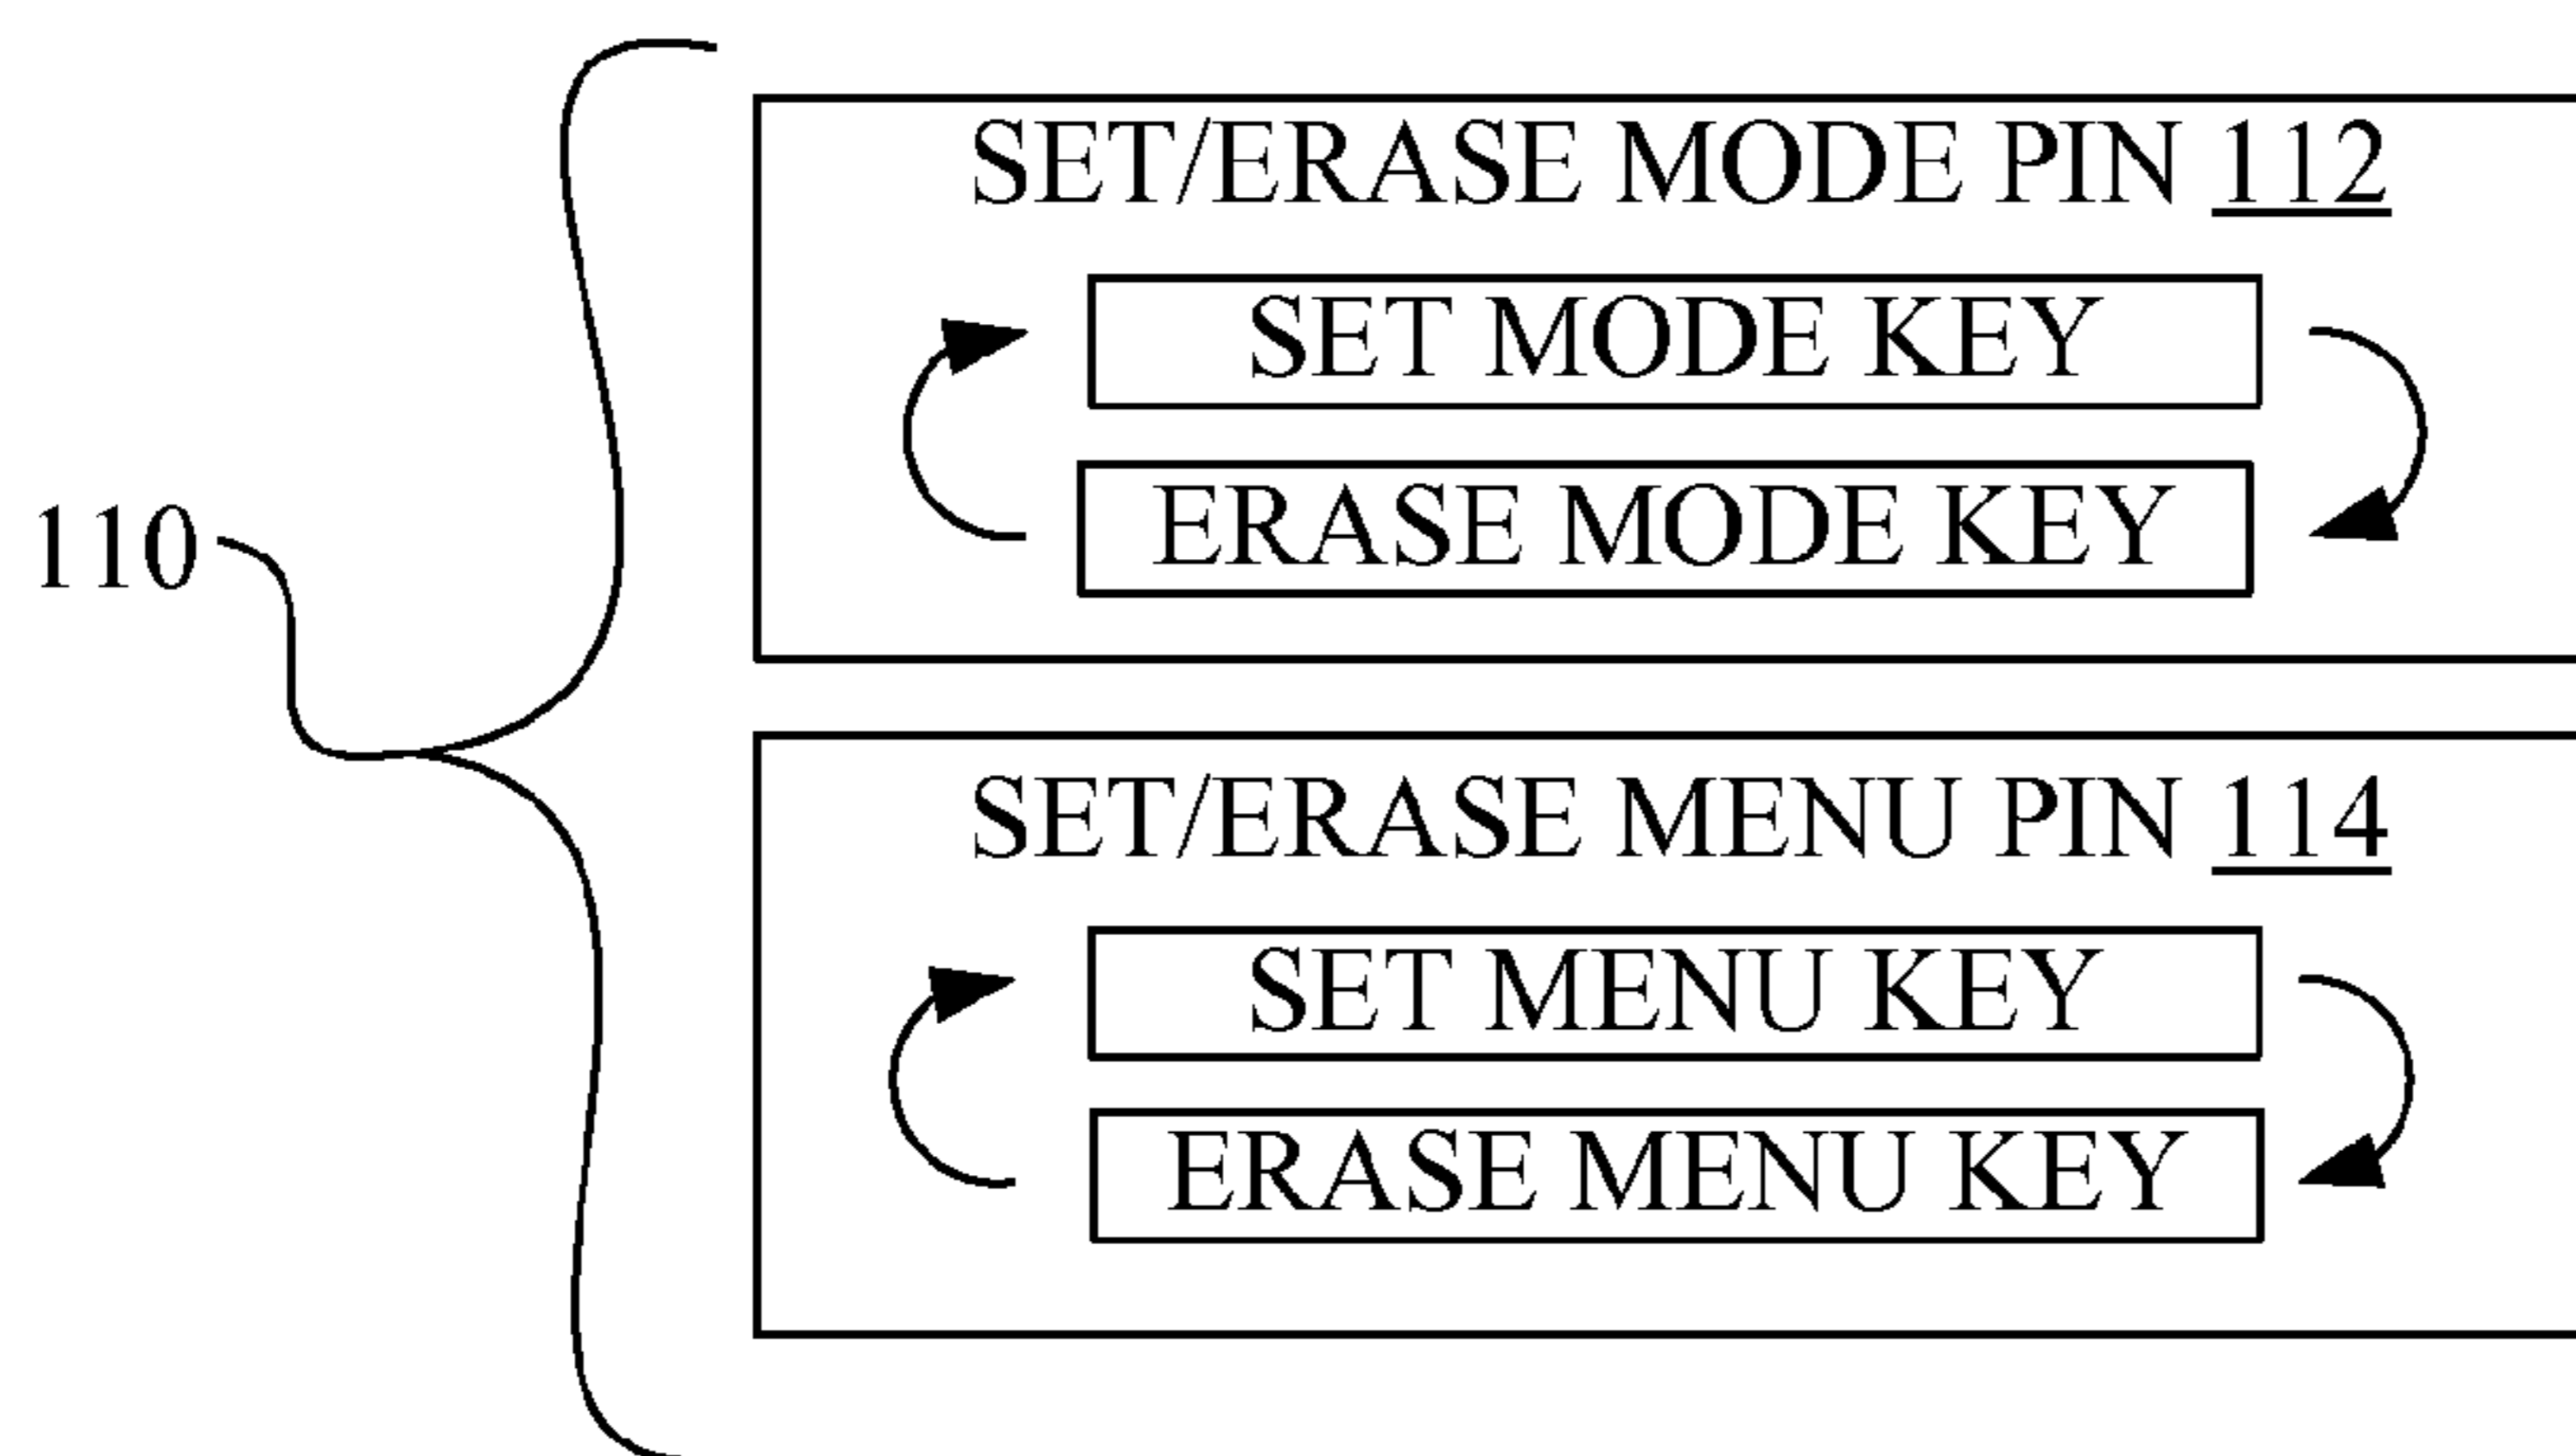 SET/ERASE MODE PIN 112
SET MODE KEY
ERASE MODE KEY
110
SET/ERASE MENU PIN 114
SET MENU KEY
ERASE MENU KEY